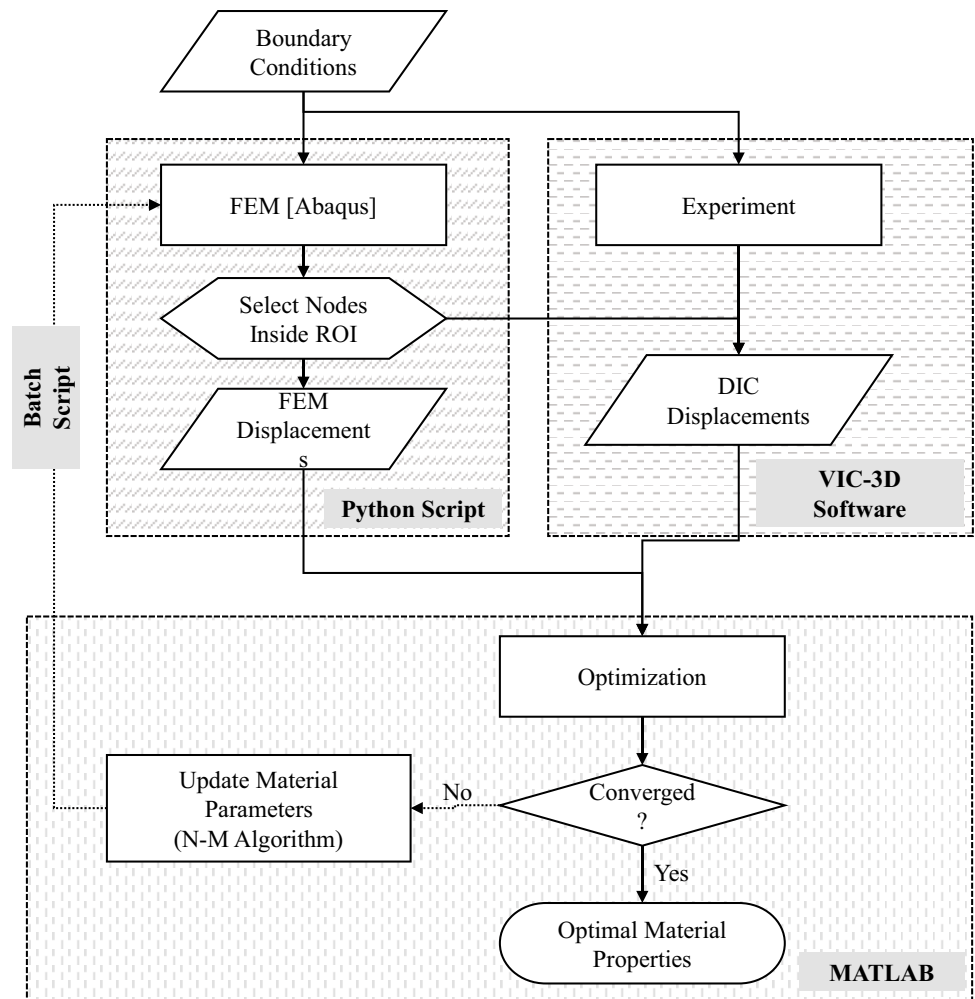 Boundary
Conditions
FEM [Abaqus]
Experiment
Select Nodes
Inside ROI
FEM
Displacement
s
DIC
Displacements
Python Script
VIC-3D
Software
Batch
Script
Optimization
Update Material
Parameters
(N-M Algorithm)
No
Converged
?
Yes
Optimal Material
Properties
MATLAB